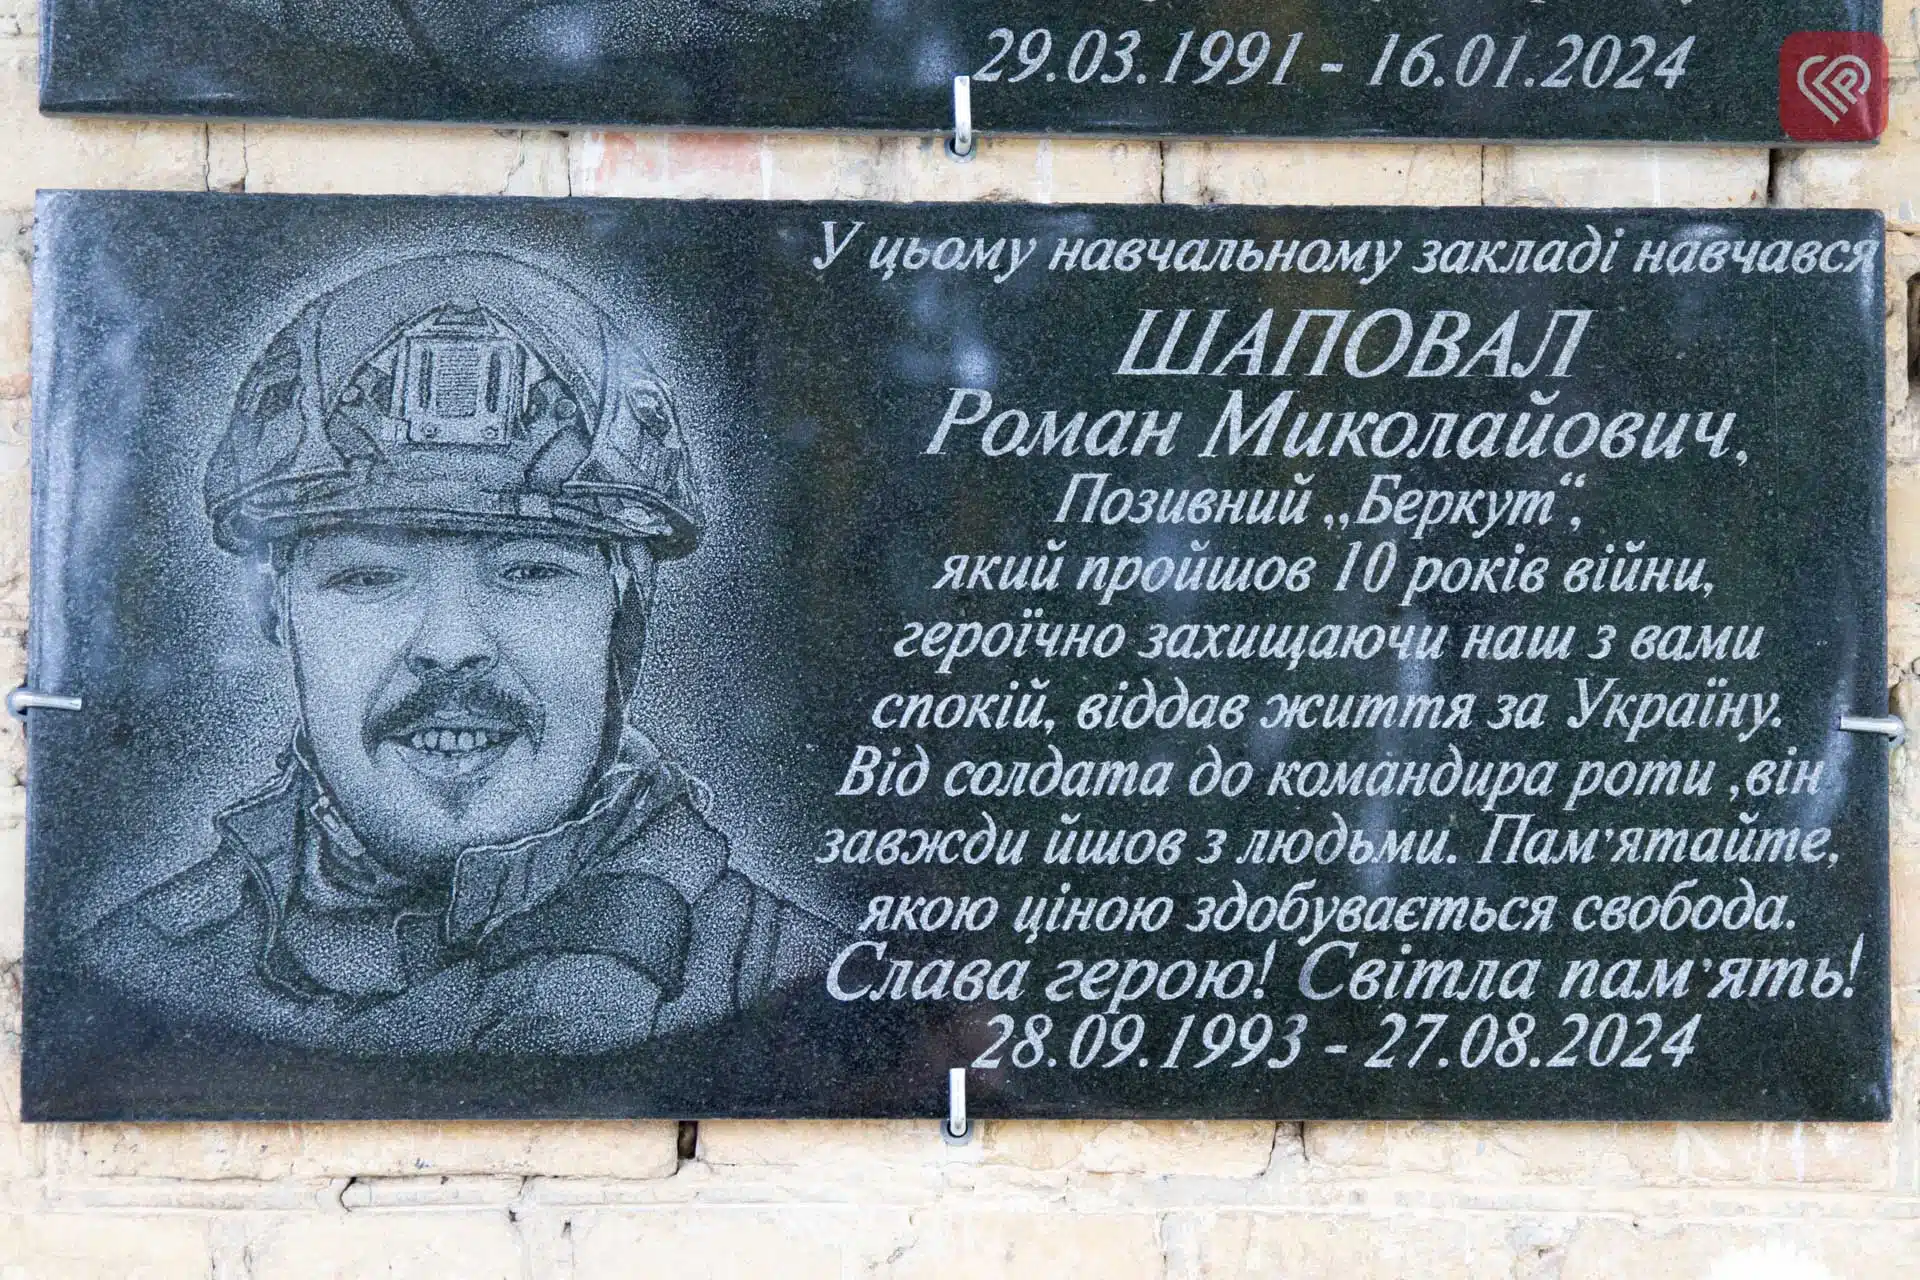 29.03.1991 - 16.01.2024
У цьому навчальному закладі навчався
ШАПОВАЛ
Роман Миколайович,
Позивний „Беркут“,
який пройшов 10 років війни,
героїчно захищаючи наш з вами
спокій, віддав життя за Україну.
Від солдата до командира роти ,він
завжди йшов з людьми. Пам'ятайте,
якою ціною здобувається свобода.
Слава герою! Світла пам'ять!
28.09.1993 - 27.08.2024